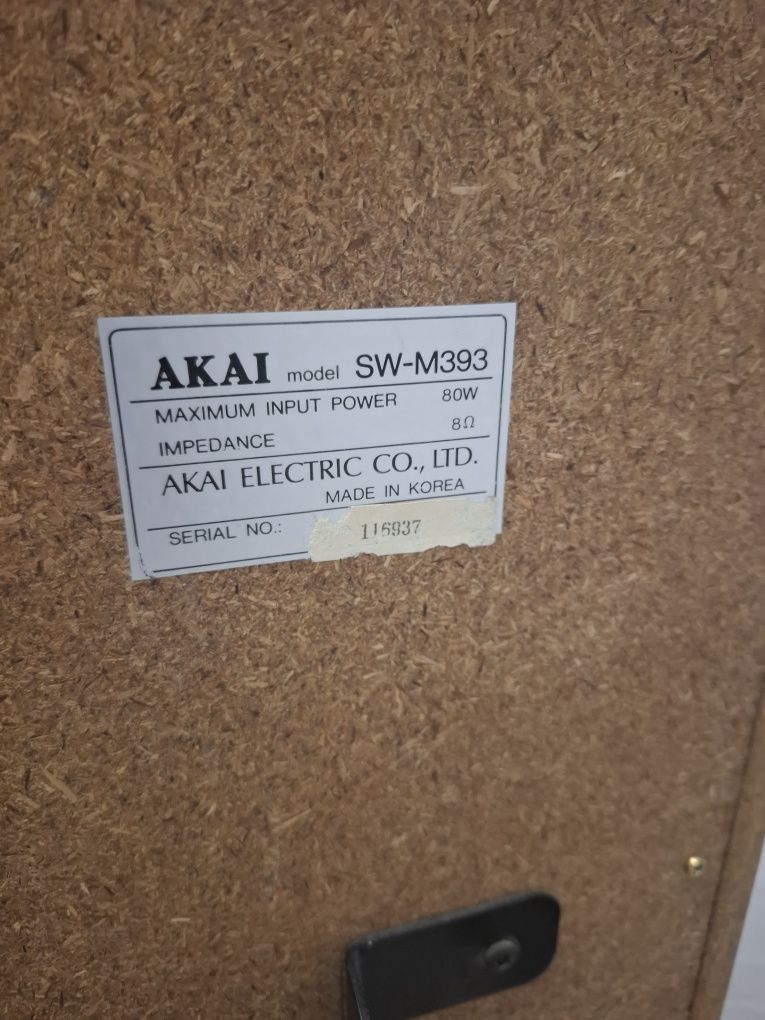 AKAI model SW-M393
MAXIMUM INPUT POWER 80W
IMPEDANCE 8Ω
AKAI ELECTRIC CO., LTD.
MADE IN KOREA
SERIAL NO.: 116937